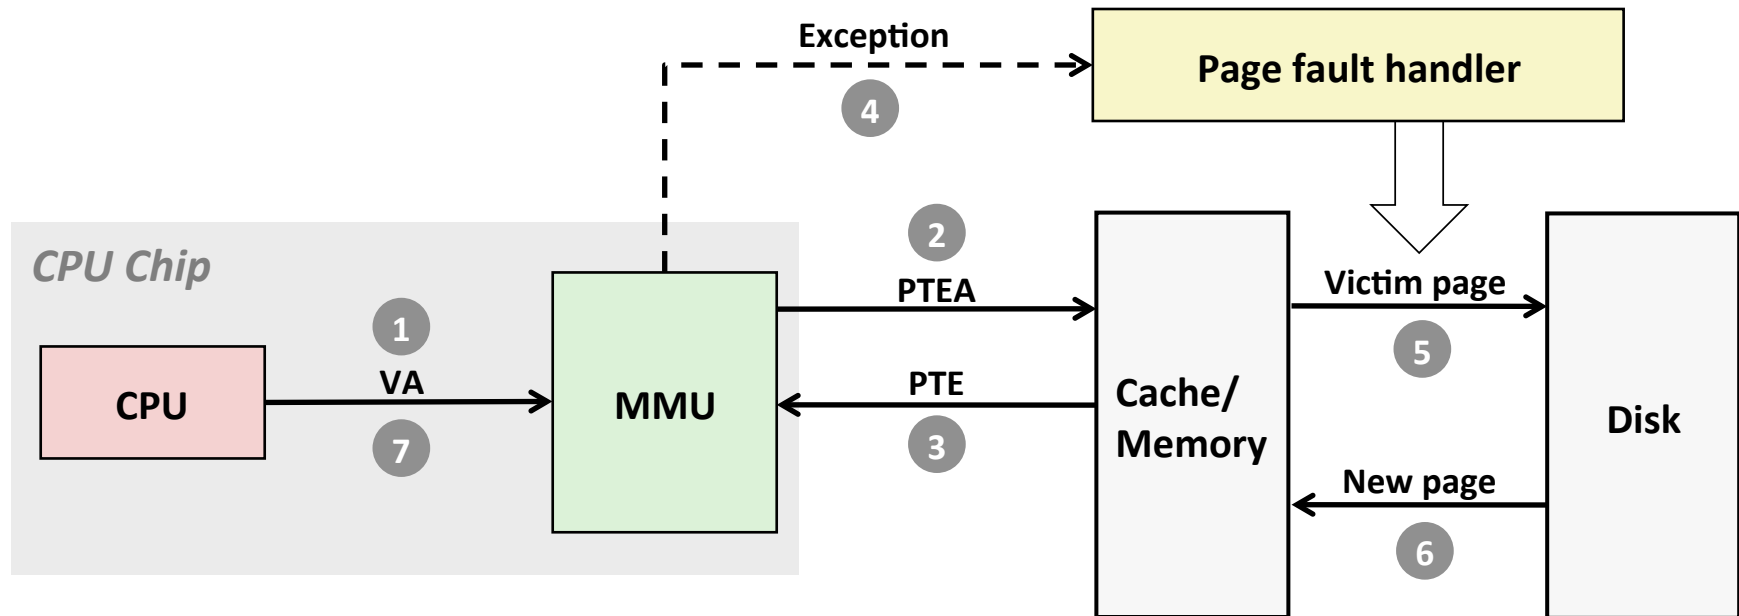 Exception
4
Page fault handler
CPU Chip
1
VA
7
CPU
MMU
2
PTEA
PTE
3
Cache/
Memory
Victim page
5
New page
6
Disk